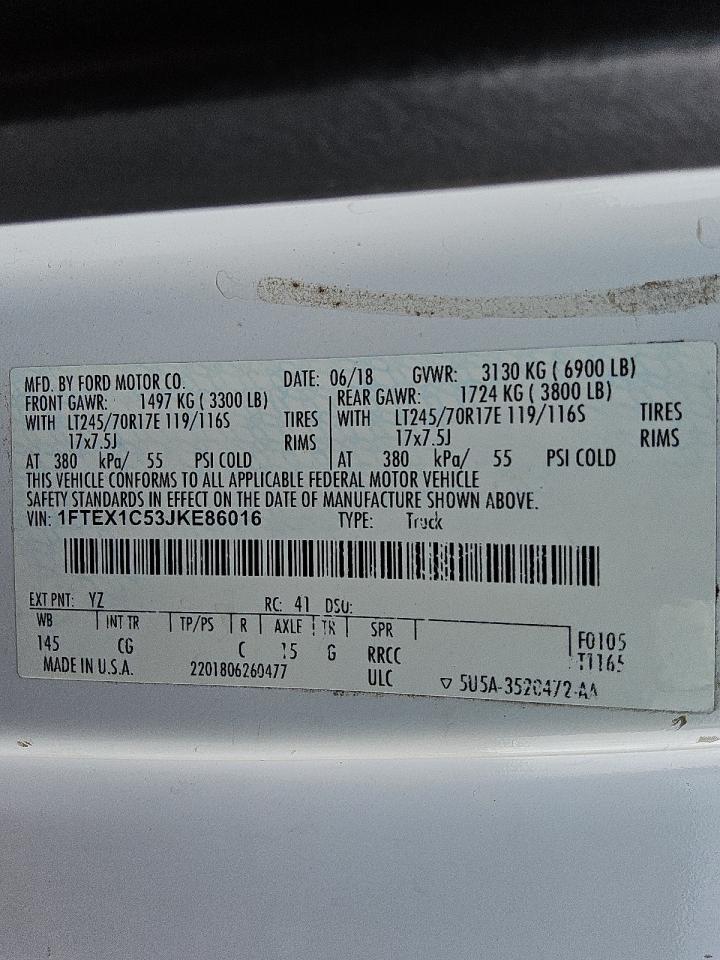 MFD. BY FORD MOTOR CO. DATE: 06/18 GVWR: 3130 KG ( 6900 LB)
FRONT GAWR: 1497 KG ( 3300 LB) REAR GAWR: 1724 KG ( 3800 LB)
WITH LT245/70R17E 119/116S TIRES WITH LT245/70R17E 119/116S TIRES
17x7.5J RIMS 17x7.5J RIMS
AT 380 kPa/ 55 PSI COLD AT 380 kPa/ 55 PSI COLD
THIS VEHICLE CONFORMS TO ALL APPLICABLE FEDERAL MOTOR VEHICLE
SAFETY STANDARDS IN EFFECT ON THE DATE OF MANUFACTURE SHOWN ABOVE.
VIN: 1FTEX1C53JKE86016 TYPE: Truck
EXT PNT: YZ RC: 41 DSO:
WB INT TR TP/PS R AXLE TR SPR
145 CG C 15 G RRCC F0105
T1165
MADE IN U.S.A. 2201806260477 ULC ▽ 5U5A-3520472-AA